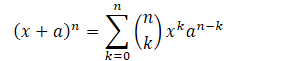 (x + a)^n = \sum_{k=0}^{n} \binom{n}{k} x^k a^{n-k}